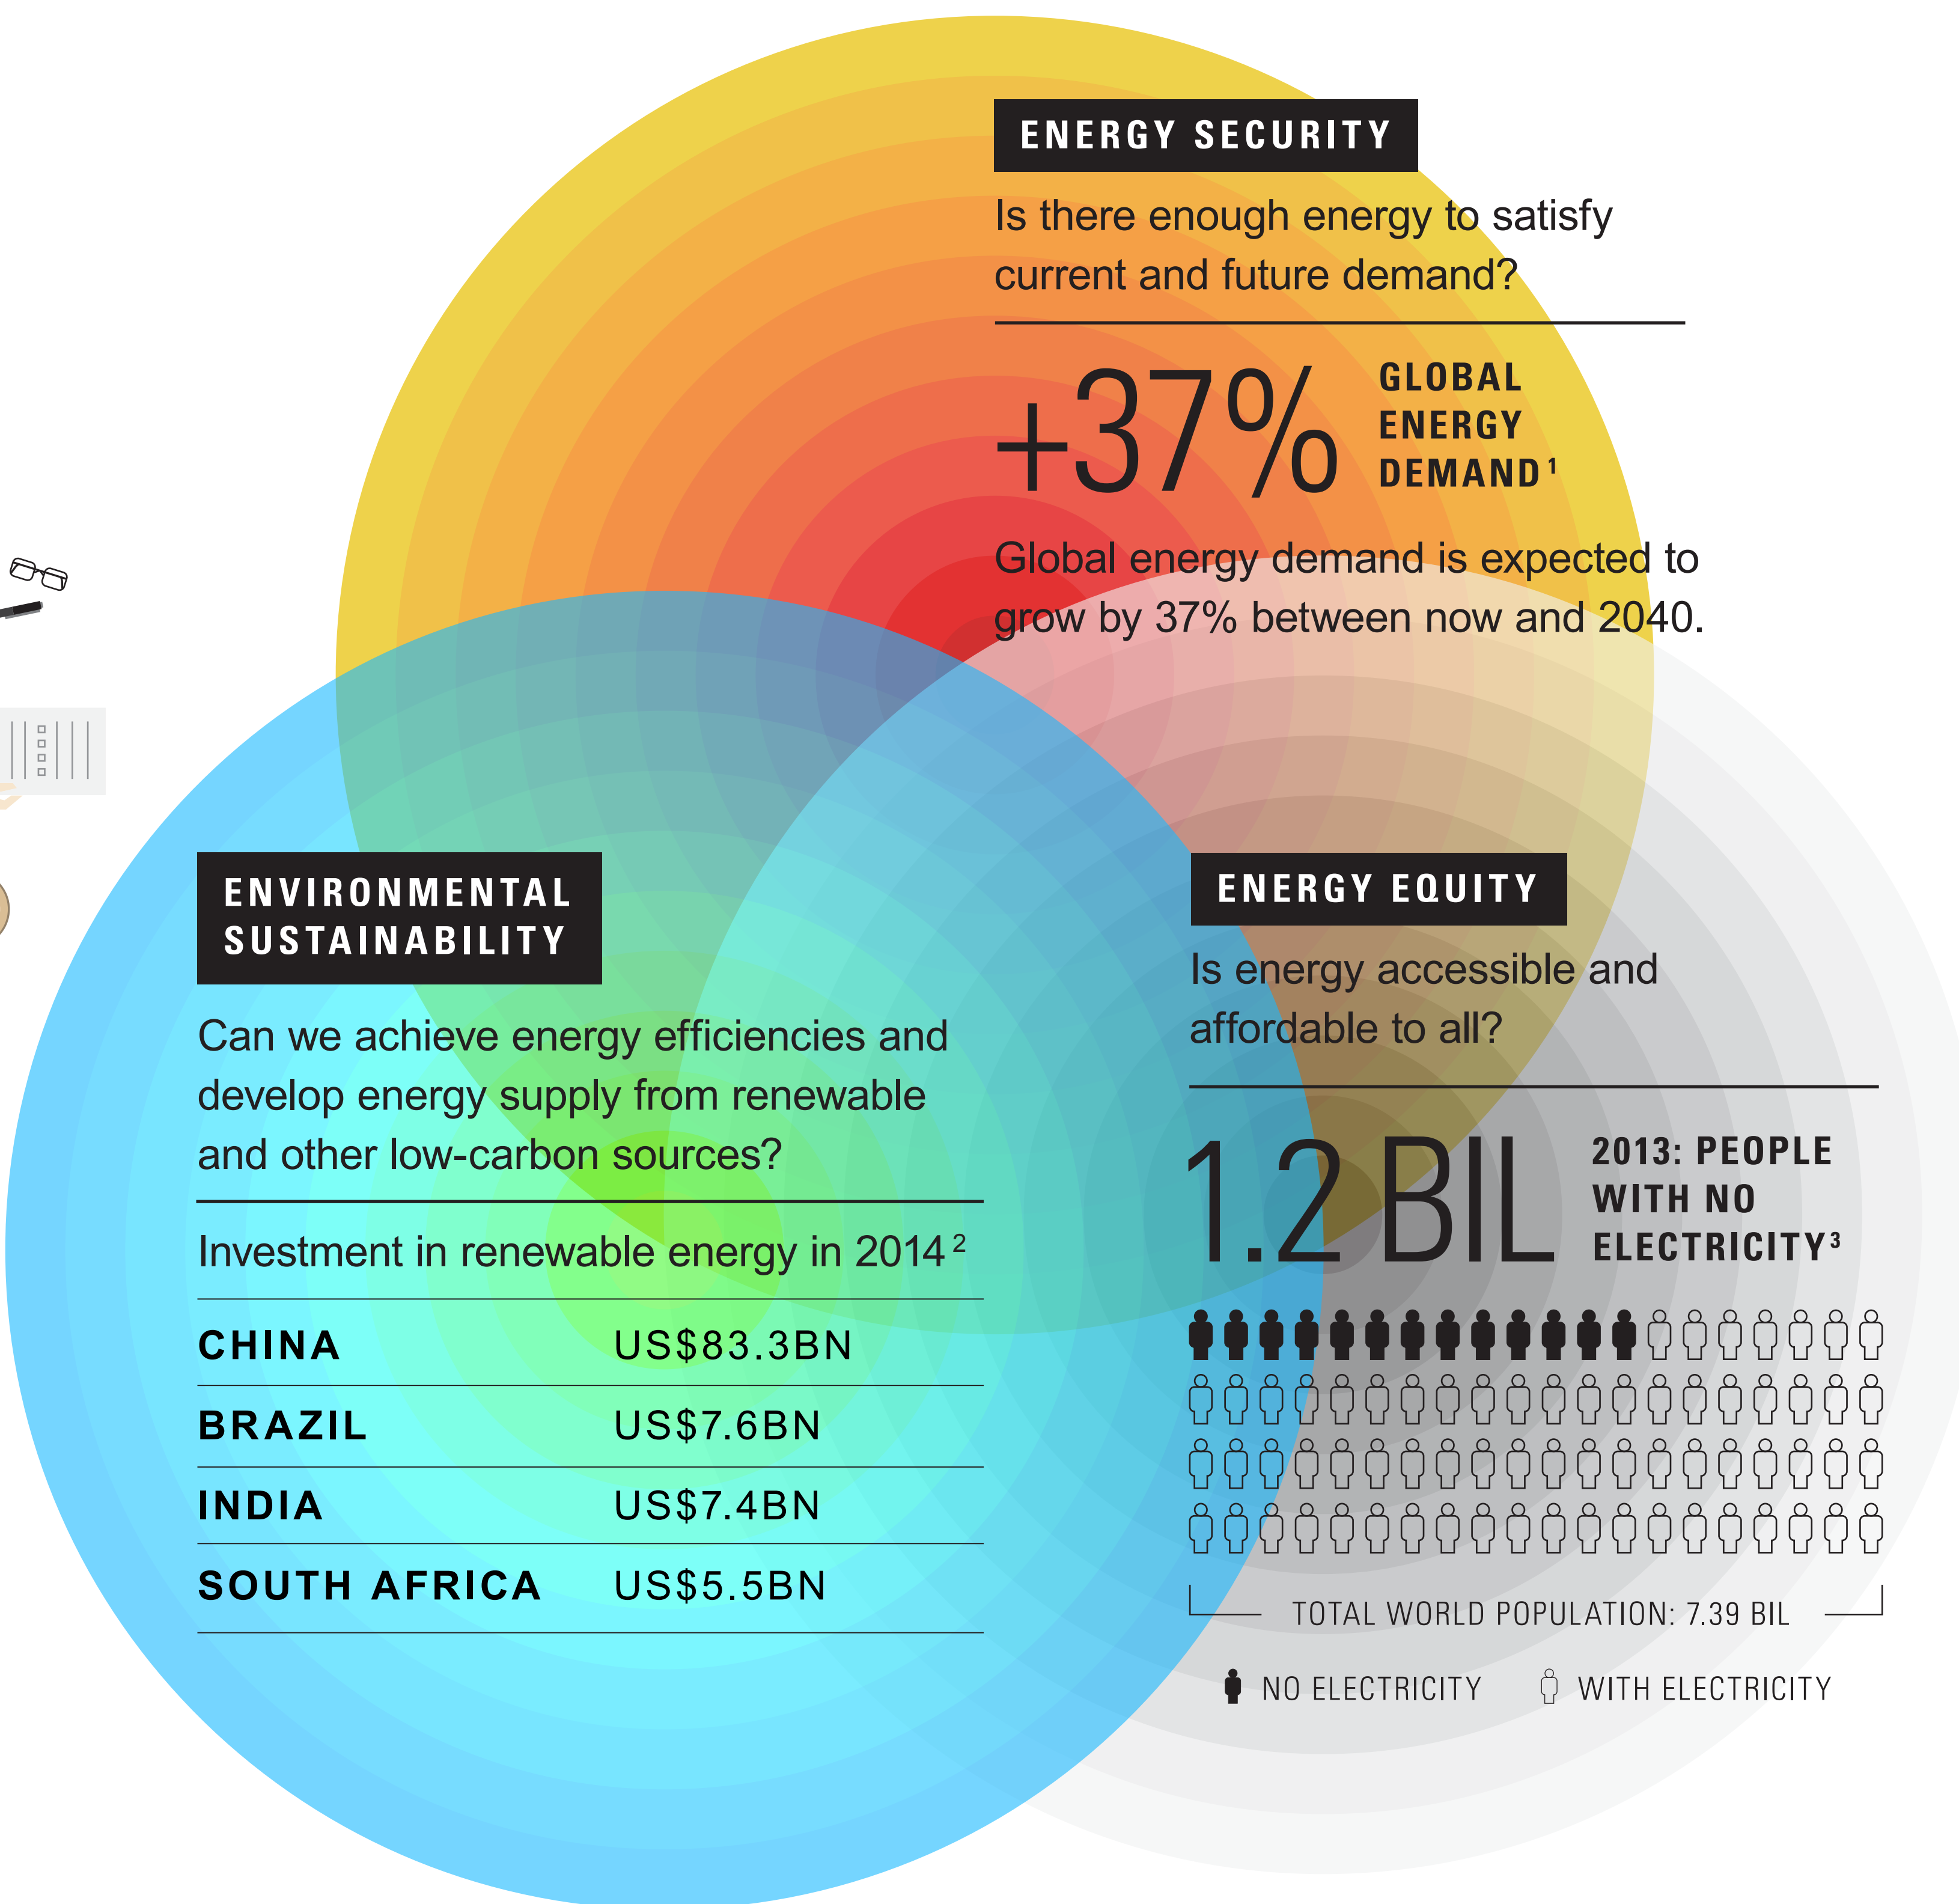 ENERGY SECURITY
Is there enough energy to satisfy
current and future demand?
+37%
GLOBAL
ENERGY
DEMAND¹
Global energy demand is expected to
grow by 37% between now and 2040.
ENVIRONMENTAL
SUSTAINABILITY
Can we achieve energy efficiencies and
develop energy supply from renewable
and other low-carbon sources?
Investment in renewable energy in 2014²
CHINA US$83.3BN
BRAZIL US$7.6BN
INDIA US$7.4BN
SOUTH AFRICA US$5.5BN
ENERGY EQUITY
Is energy accessible and
affordable to all?
1.2 BIL
2013: PEOPLE
WITH NO
ELECTRICITY³
TOTAL WORLD POPULATION: 7.39 BIL
NO ELECTRICITY WITH ELECTRICITY